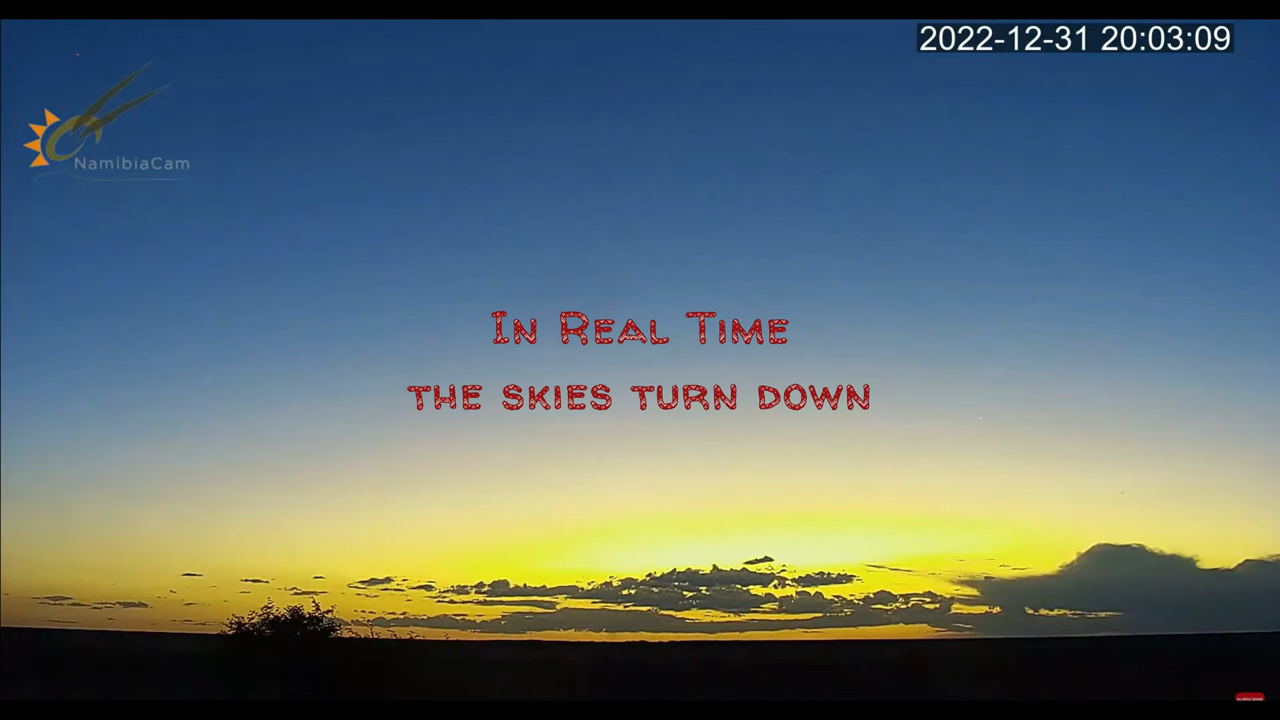 2022-12-31 20:03:09
NamibiaCam
In Real Time
the skies turn down